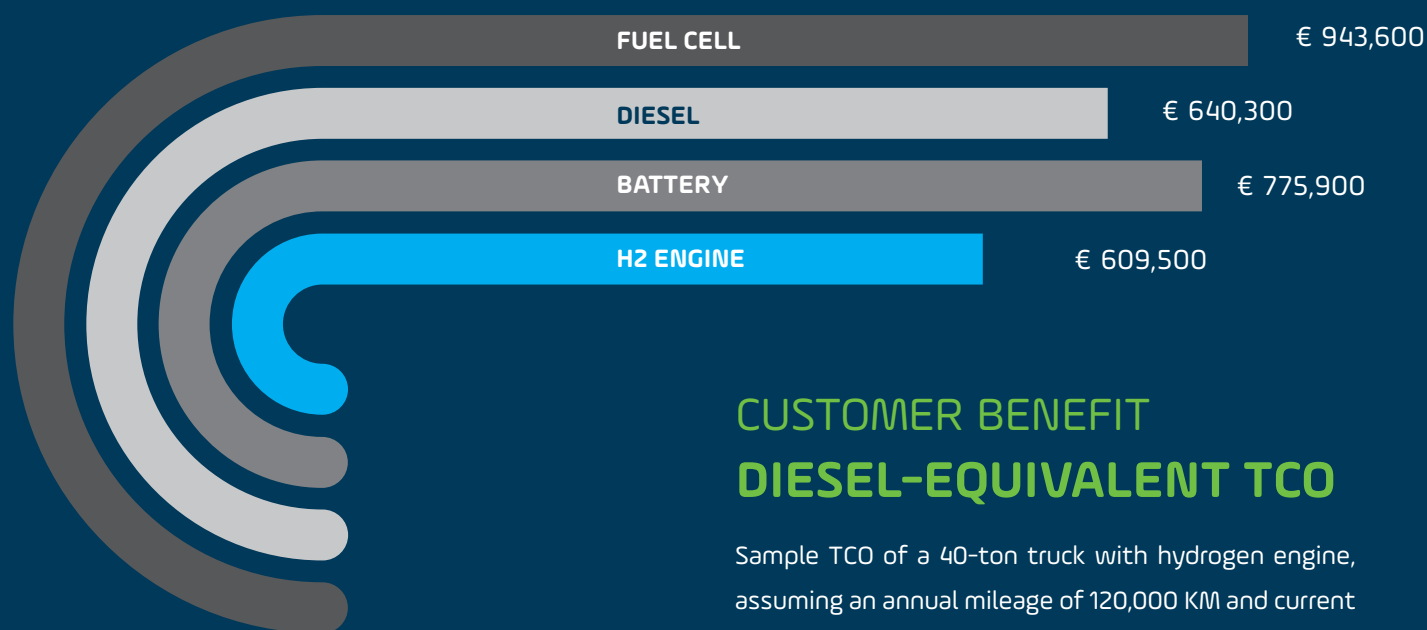 FUEL CELL € 943,600
DIESEL € 640,300
BATTERY € 775,900
H2 ENGINE € 609,500
CUSTOMER BENEFIT
DIESEL-EQUIVALENT TCO
Sample TCO of a 40-ton truck with hydrogen engine,
assuming an annual mileage of 120,000 KM and current